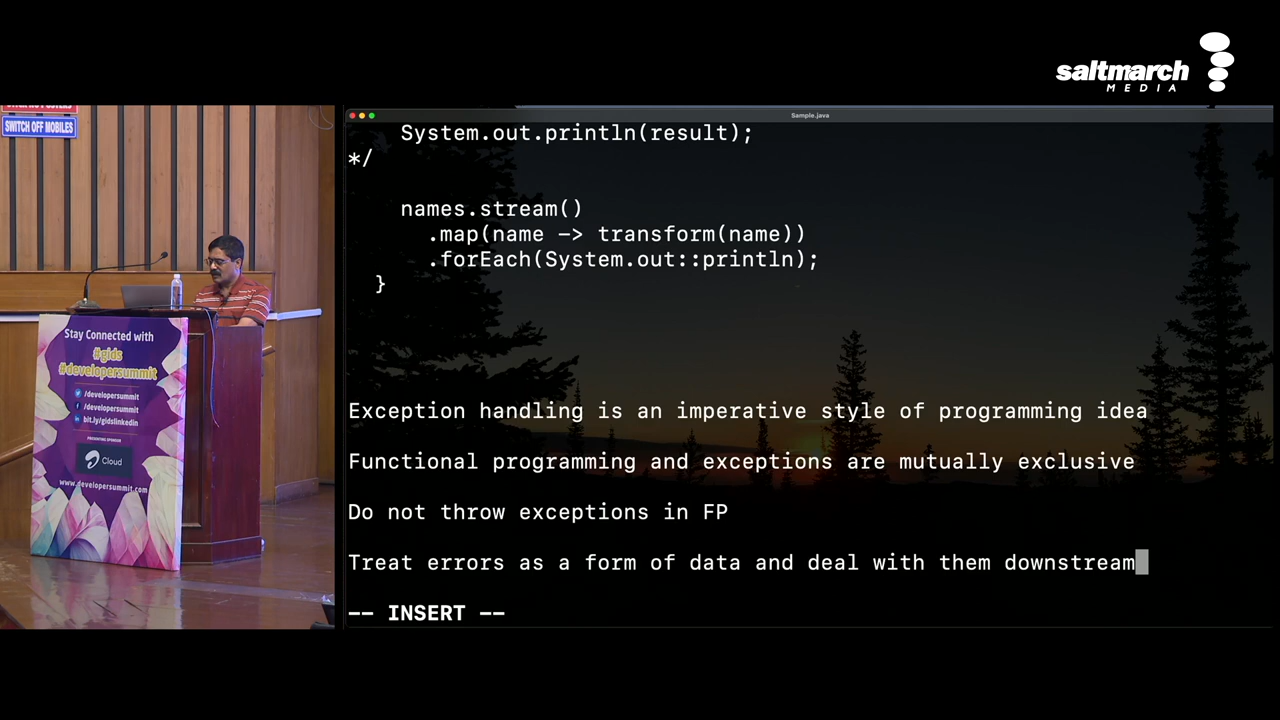 saltmarch
MEDIA
SWITCH OFF MOBILES
Sample.java
System.out.println(result);
*/
names.stream()
.map(name -> transform(name))
.forEach(System.out::println);
}
Exception handling is an imperative style of programming idea
Functional programming and exceptions are mutually exclusive
Do not throw exceptions in FP
Treat errors as a form of data and deal with them downstream
-- INSERT --
Stay Connected with
#gids
#developersummit
/developersummit
/developersummit
bit.ly/gidslinkedin
PRESENTING SPONSOR
Cloud
www.developersummit.com